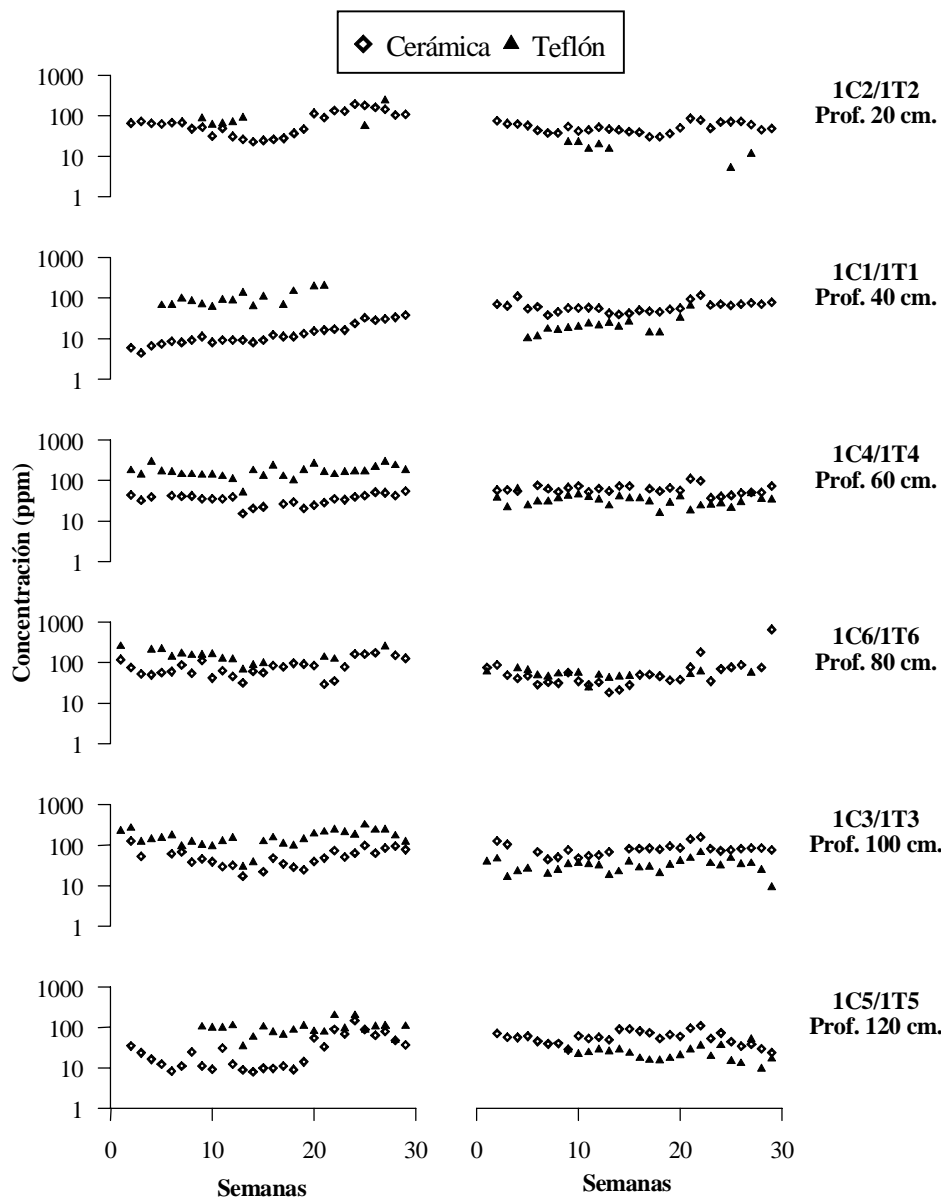 Cerámica Teflón
1000
100
10
1
1C2/1T2
Prof. 20 cm.
1000
100
10
1
1C1/1T1
Prof. 40 cm.
Concentración (ppm)
1000
100
10
1
1C4/1T4
Prof. 60 cm.
1000
100
10
1
1C6/1T6
Prof. 80 cm.
1000
100
10
1
1C3/1T3
Prof. 100 cm.
1000
100
10
1
1C5/1T5
Prof. 120 cm.
0 10 20 30
Semanas
0 10 20 30
Semanas